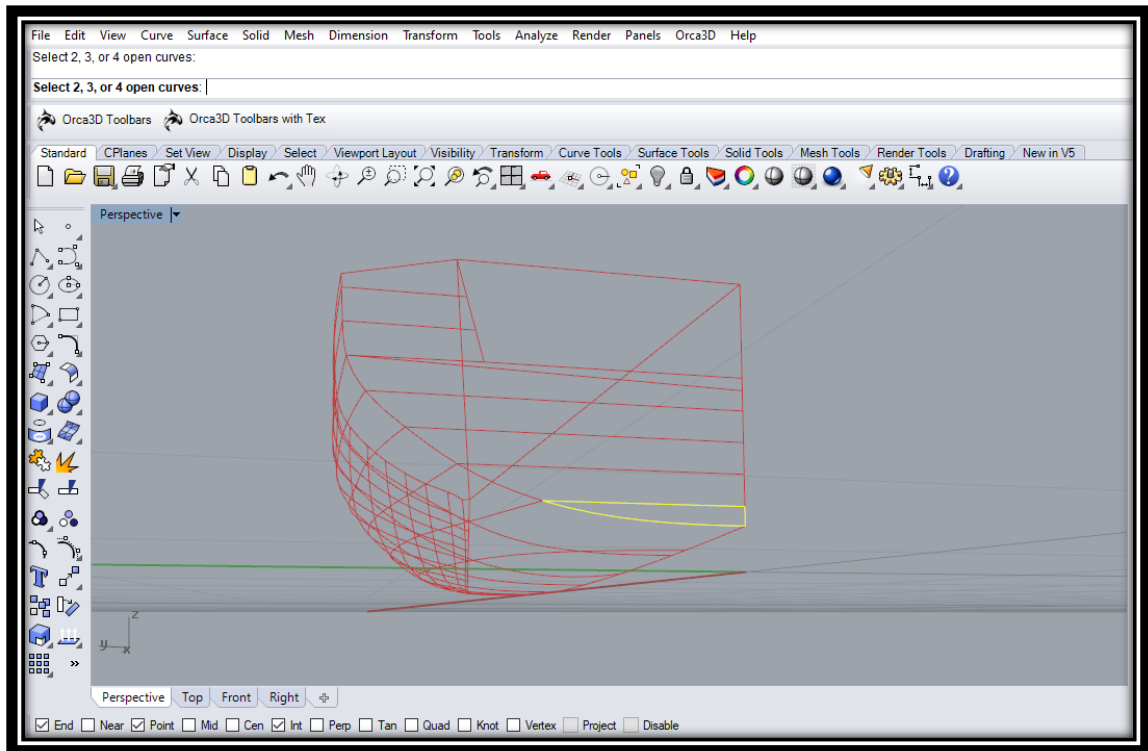 File Edit View Curve Surface Solid Mesh Dimension Transform Tools Analyze Render Panels Orca3D Help
Select 2, 3, or 4 open curves:
Select 2, 3, or 4 open curves:
Orca3D Toolbars Orca3D Toolbars with Tex
Standard CPlanes Set View Display Select Viewport Layout Visibility Transform Curve Tools Surface Tools Solid Tools Mesh Tools Render Tools Drafting New in V5
Perspective
z
y x
Perspective Top Front Right
End Near Point Mid Cen Int Perp Tan Quad Knot Vertex Project Disable